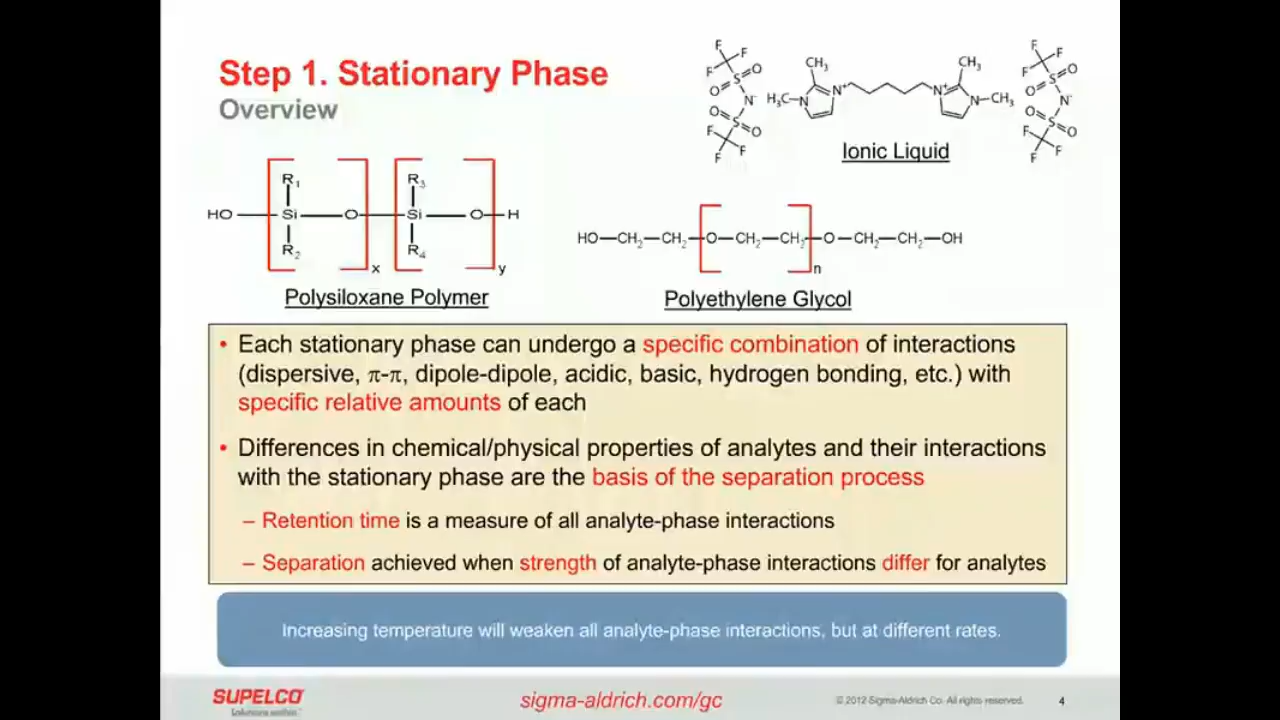 Step 1. Stationary Phase
Overview
F F F S O O N- O O S F F F
CH3 H3C N N+ N+ N CH3 CH3
F F F S O O N- O O S F F F
Ionic Liquid
R1 R3
HO Si O Si O H
R2 R4
x y
Polysiloxane Polymer
HO—CH2—CH2—O—CH2—CH2—O—CH2—CH2—OH
n
Polyethylene Glycol
• Each stationary phase can undergo a specific combination of interactions
(dispersive, π-π, dipole-dipole, acidic, basic, hydrogen bonding, etc.) with
specific relative amounts of each
• Differences in chemical/physical properties of analytes and their interactions
with the stationary phase are the basis of the separation process
– Retention time is a measure of all analyte-phase interactions
– Separation achieved when strength of analyte-phase interactions differ for analytes
Increasing temperature will weaken all analyte-phase interactions, but at different rates.
SUPELCO
Solutions within™
sigma-aldrich.com/gc
© 2012 Sigma-Aldrich Co. All rights reserved.
4